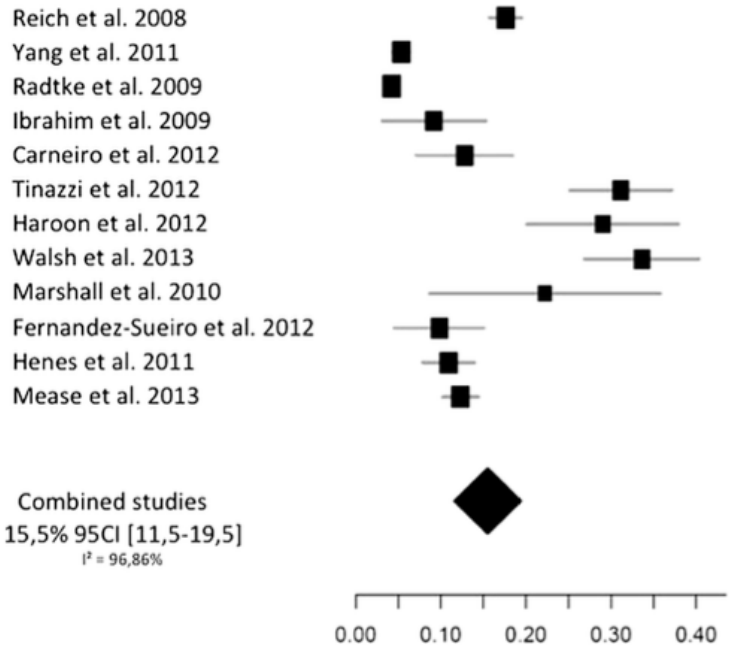 Reich et al. 2008
Yang et al. 2011
Radtke et al. 2009
Ibrahim et al. 2009
Carneiro et al. 2012
Tinazzi et al. 2012
Haroon et al. 2012
Walsh et al. 2013
Marshall et al. 2010
Fernandez-Sueiro et al. 2012
Henes et al. 2011
Mease et al. 2013
Combined studies
15,5% 95CI [11,5-19,5]
I² = 96,86%
0.00 0.10 0.20 0.30 0.40